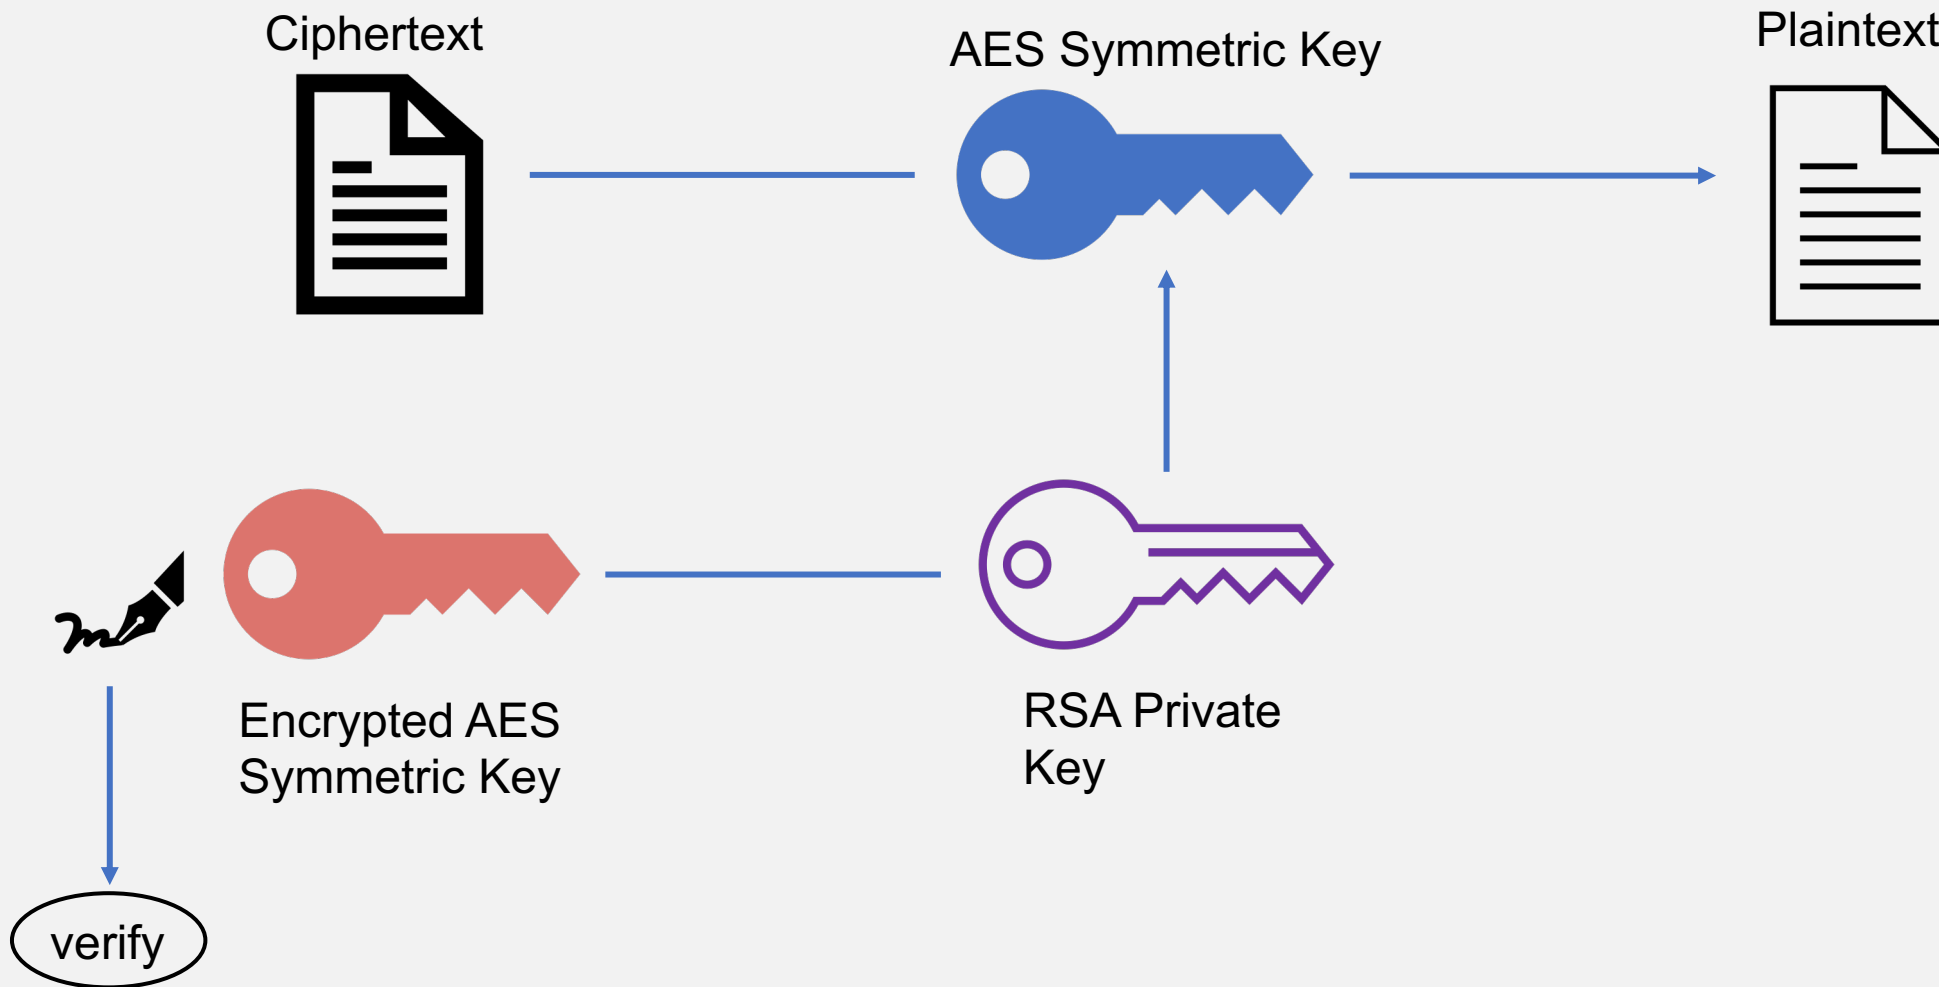 Ciphertext
AES Symmetric Key
Plaintext
Encrypted AES
Symmetric Key
RSA Private
Key
verify